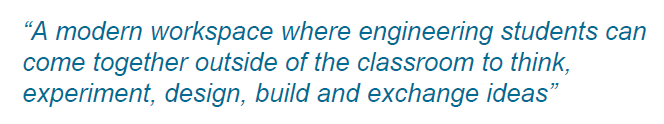 “A modern workspace where engineering students can
come together outside of the classroom to think,
experiment, design, build and exchange ideas”